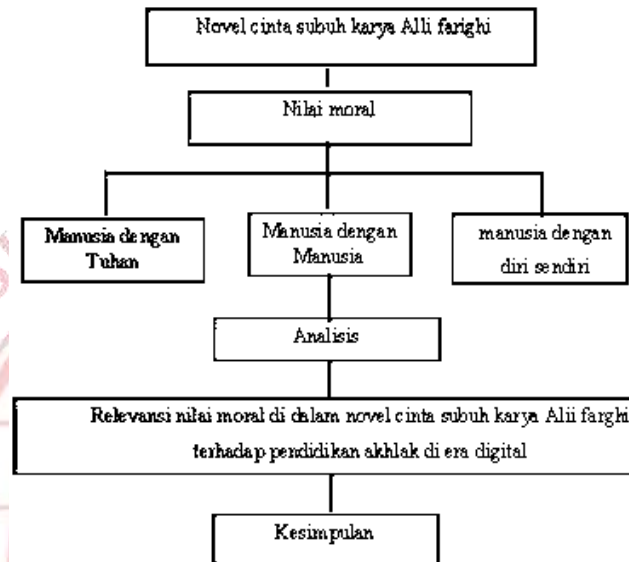 Novel cinta subuh karya Alli farighi
Nilai moral
Manusia dengan
Tuhan
Manusia dengan
Manusia
manusia dengan
diri sendiri
Analisis
Relevansi nilai moral di dalam novel cinta subuh karya Alii farghi
terhadap pendidikan akhlak di era digital
Kesimpulan